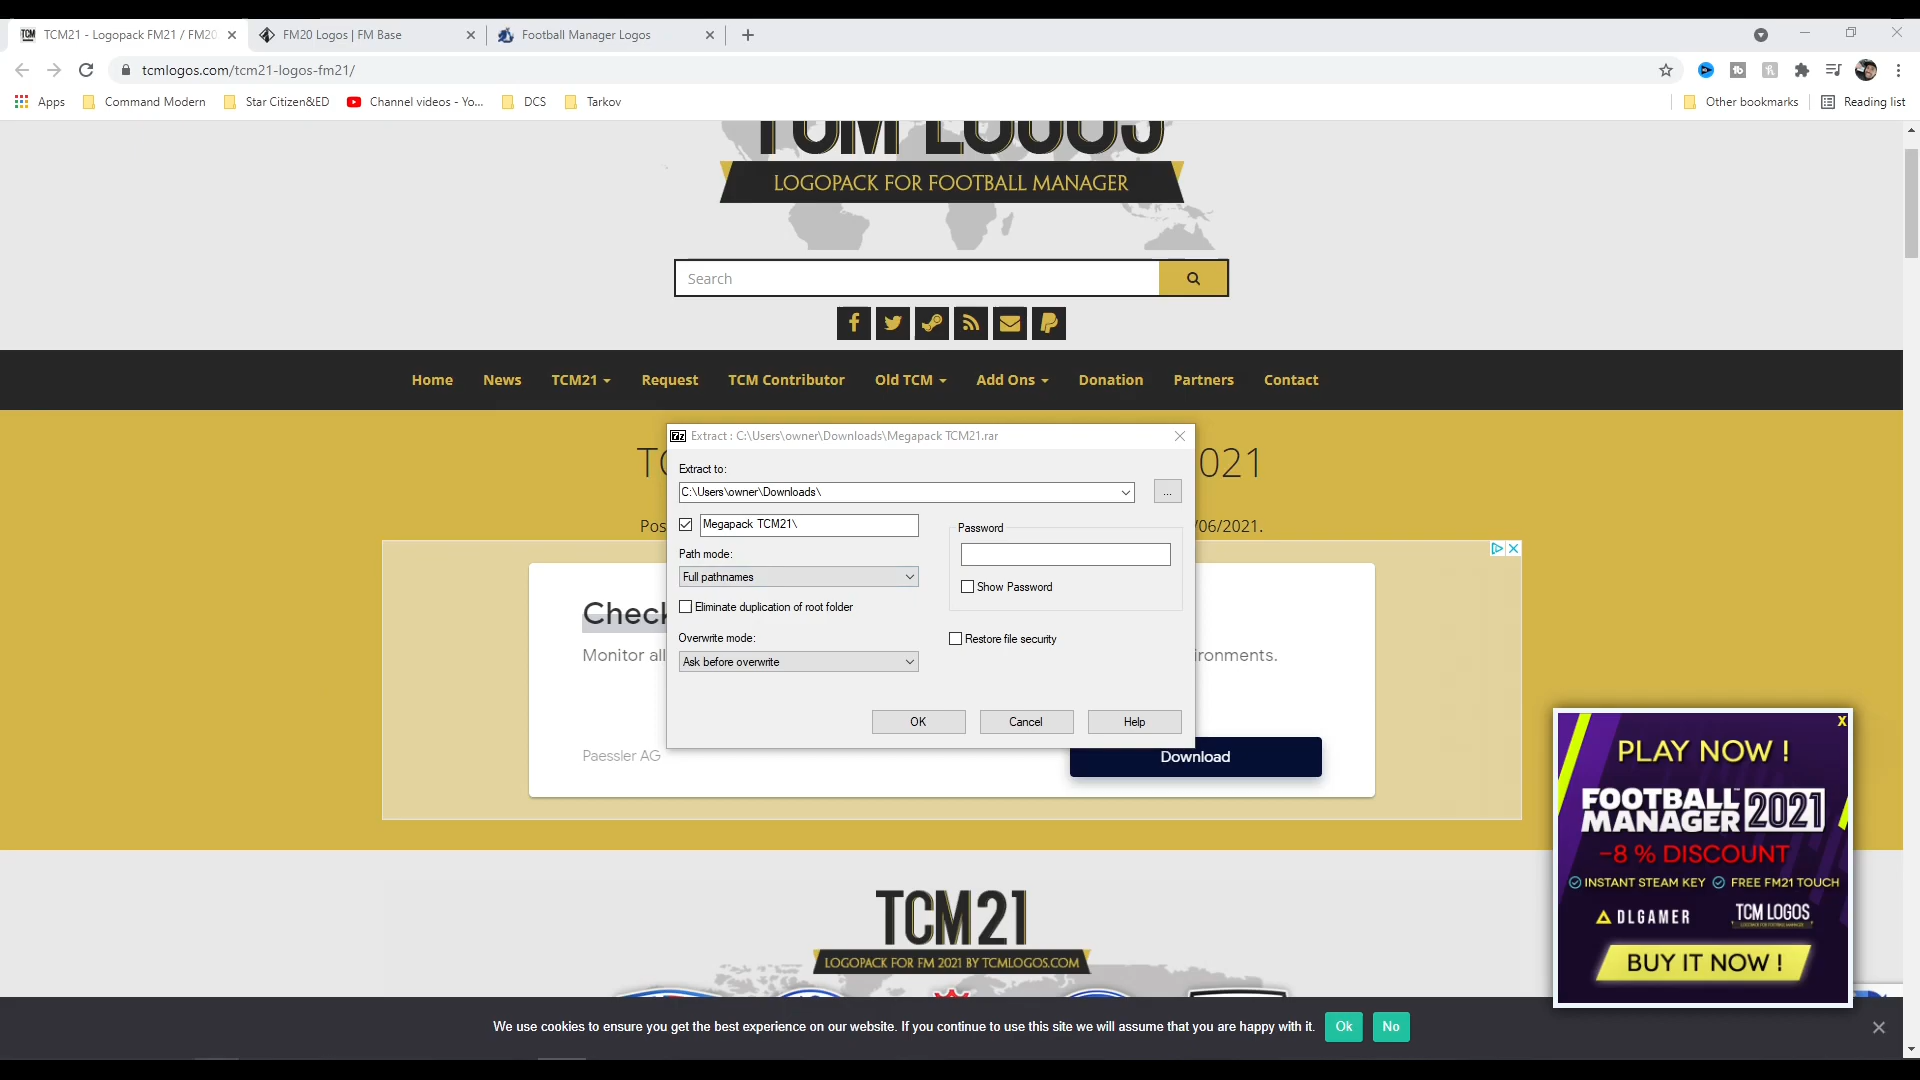 TCM21 - Logopack FM21 / FM20
FM20 Logos | FM Base
Football Manager Logos
tcmlogos.com/tcm21-logos-fm21/
Apps
Command Modern
Star Citizen&ED
Channel videos - Yo...
DCS
Tarkov
Other bookmarks
Reading list
TCM LOGOS
LOGOPACK FOR FOOTBALL MANAGER
Search
Home
News
TCM21
Request
TCM Contributor
Old TCM
Add Ons
Donation
Partners
Contact
021
/06/2021.
Extract : C:\Users\owner\Downloads\Megapack TCM21.rar
Extract to:
C:\Users\owner\Downloads\
...
Megapack TCM21\
Password
Path mode:
Full pathnames
Show Password
Eliminate duplication of root folder
Overwrite mode:
Restore file security
Ask before overwrite
OK
Cancel
Help
Monitor all
ironments.
Paessler AG
Download
X
PLAY NOW !
FOOTBALL MANAGER 2021
-8 % DISCOUNT
INSTANT STEAM KEY FREE FM21 TOUCH
DLGAMER
TCM LOGOS
BUY IT NOW !
TCM21
LOGOPACK FOR FM 2021 BY TCMLOGOS.COM
We use cookies to ensure you get the best experience on our website. If you continue to use this site we will assume that you are happy with it.
Ok
No